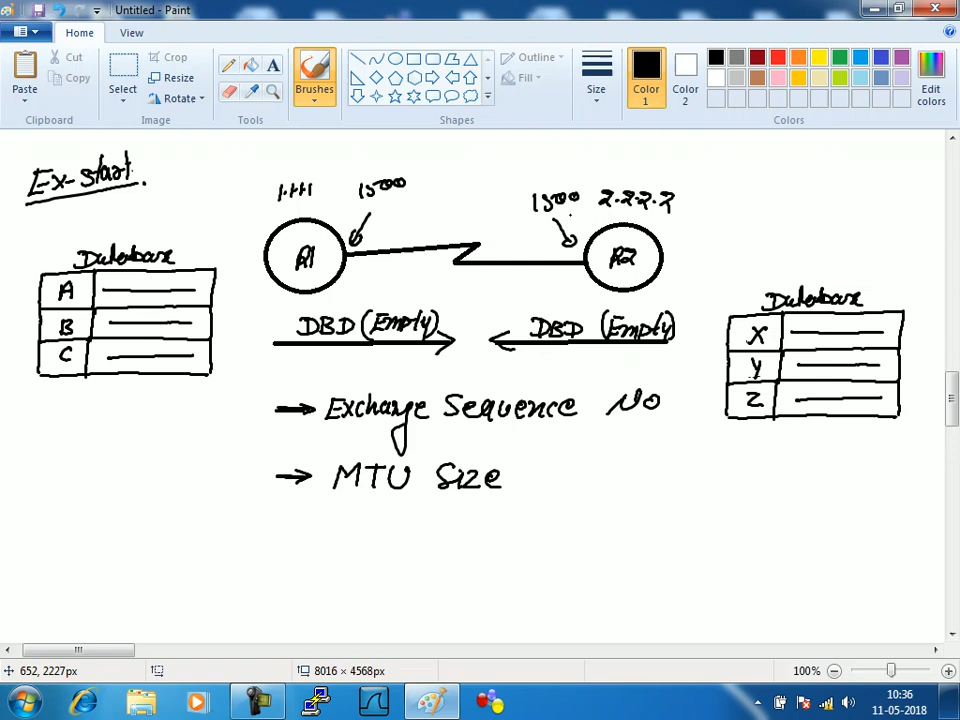 Untitled - Paint
Home View
Paste
Cut
Copy
Clipboard
Select
Crop
Resize
Rotate
Image
Tools
Brushes
Shapes
Outline
Fill
Size
Color 1
Color 2
Colors
Edit colors
Ex-Start.
1.1.1.1 1500
1500 2.2.2.2
R1 R2
Database
A
B
C
DBD (Empty) DBD (Empty)
Database
X
Y
Z
→ Exchange Sequence No
→ MTU Size
652, 2227px 8016 × 4568px 100%
10:36
11-05-2018